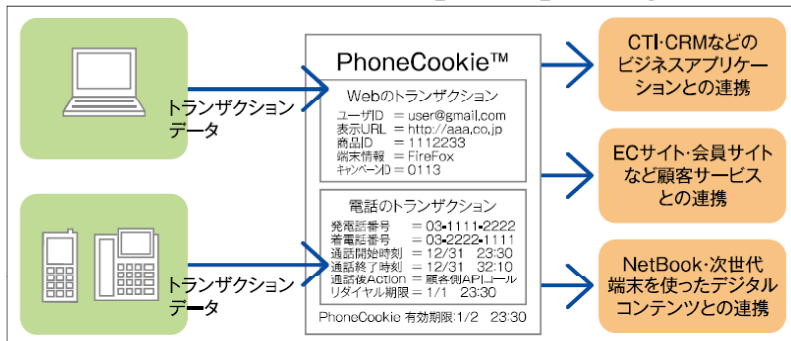 トランザクション
データ
トランザクション
データ
PhoneCookie™
Webのトランザクション
ユーザID = user@gmail.com
表示URL = http://aaa,co,jp
商品ID = 1112233
端末情報 = FireFox
キャンペーンID = 0113
電話のトランザクション
発電話番号 = 03-1111-2222
着電話番号 = 03-2222-1111
通話開始時刻 = 12/31 23:30
通話終了時刻 = 12/31 32:10
通話後Action = 顧客側APIコール
リダイヤル期限 = 1/1 23:30
PhoneCookie 有効期限:1/2 23:30
CTI・CRMなどの
ビジネスアプリケー
ションとの連携
ECサイト・会員サイト
など顧客サービス
との連携
NetBook・次世代
端末を使ったデジタル
コンテンツとの連携